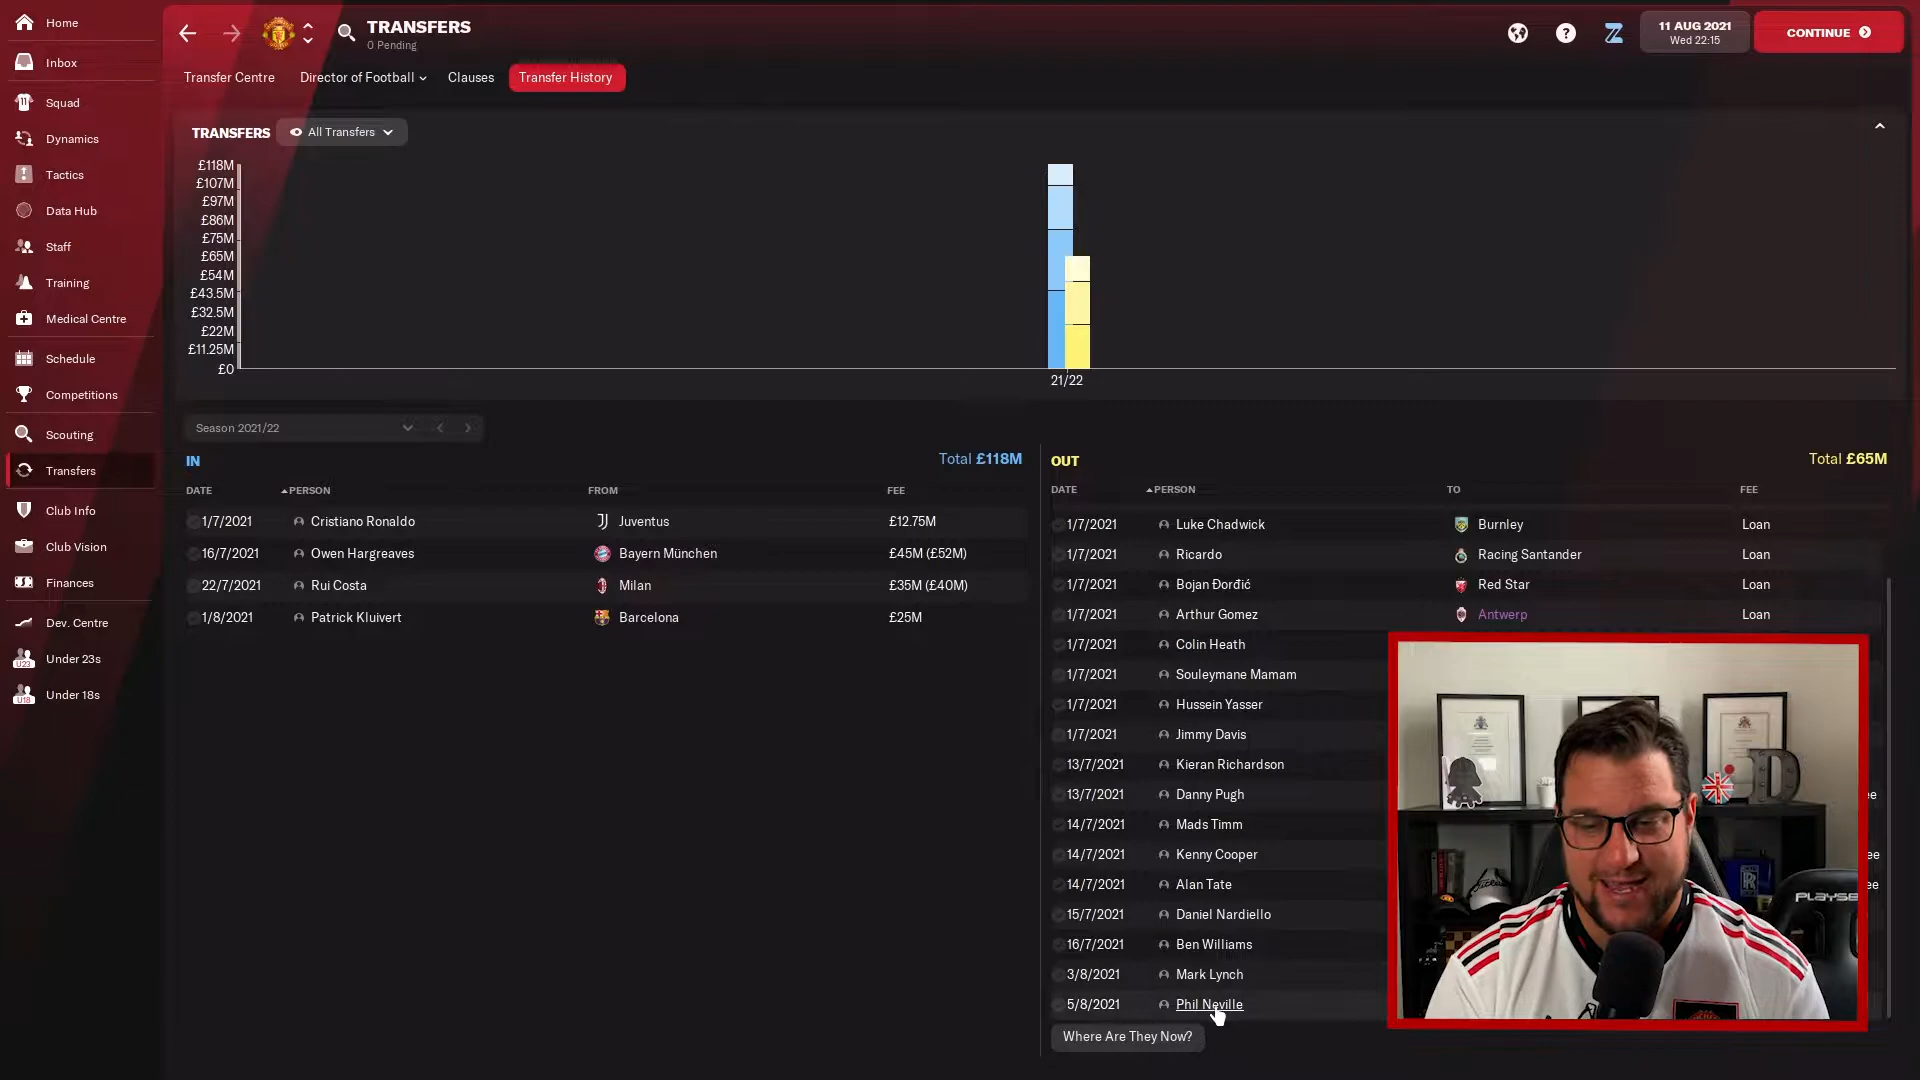 Home
Inbox
Squad
Dynamics
Tactics
Data Hub
Staff
Training
Medical Centre
Schedule
Competitions
Scouting
Transfers
Club Info
Club Vision
Finances
Dev. Centre
U23 Under 23s
U18 Under 18s
TRANSFERS
0 Pending
11 AUG 2021
Wed 22:15
CONTINUE
Transfer Centre Director of Football Clauses Transfer History
TRANSFERS All Transfers
£118M
£107M
£97M
£86M
£75M
£65M
£54M
£43.5M
£32.5M
£22M
£11.25M
£0
21/22
Season 2021/22
IN Total £118M
DATE PERSON FROM FEE
1/7/2021 Cristiano Ronaldo Juventus £12.75M
16/7/2021 Owen Hargreaves Bayern München £45M (£52M)
22/7/2021 Rui Costa Milan £35M (£40M)
1/8/2021 Patrick Kluivert Barcelona £25M
OUT Total £65M
DATE PERSON TO FEE
1/7/2021 Luke Chadwick Burnley Loan
1/7/2021 Ricardo Racing Santander Loan
1/7/2021 Bojan Đorđić Red Star Loan
1/7/2021 Arthur Gomez Antwerp Loan
1/7/2021 Colin Heath
1/7/2021 Souleymane Mamam
1/7/2021 Hussein Yasser
1/7/2021 Jimmy Davis
13/7/2021 Kieran Richardson
13/7/2021 Danny Pugh ee
14/7/2021 Mads Timm
14/7/2021 Kenny Cooper ee
14/7/2021 Alan Tate ee
15/7/2021 Daniel Nardiello
16/7/2021 Ben Williams
3/8/2021 Mark Lynch
5/8/2021 Phil Neville
Where Are They Now?
PLAYSE